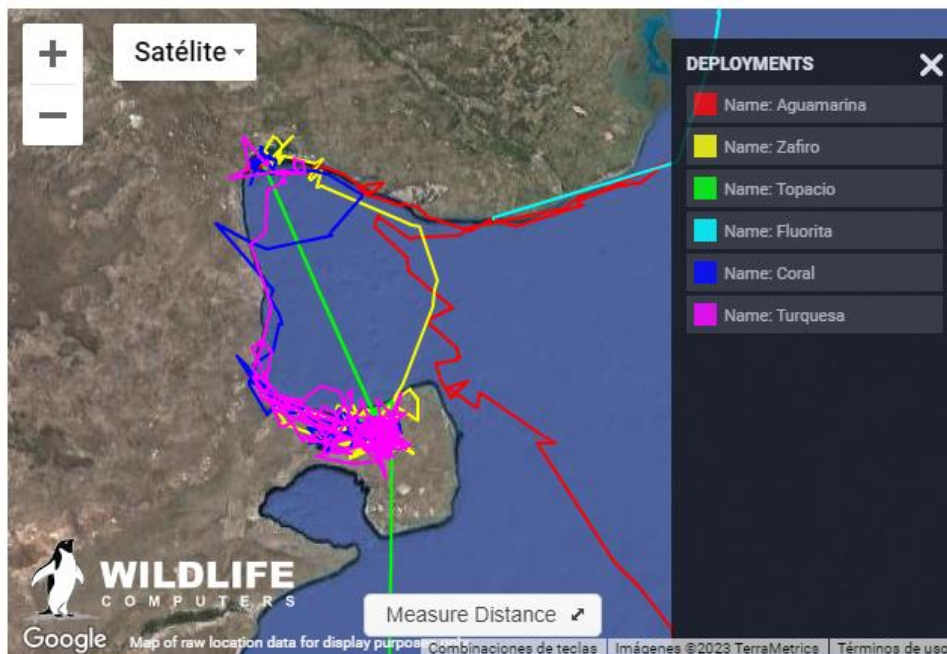 +
Satélite
−
DEPLOYMENTS
Name: Aguamarina
Name: Zafiro
Name: Topacio
Name: Fluorita
Name: Coral
Name: Turquesa
WILDLIFE
COMPUTERS
Measure Distance
Google
Map of raw location data for display purposes only
Combinaciones de teclas
Imágenes ©2023 TerraMetrics
Términos de uso